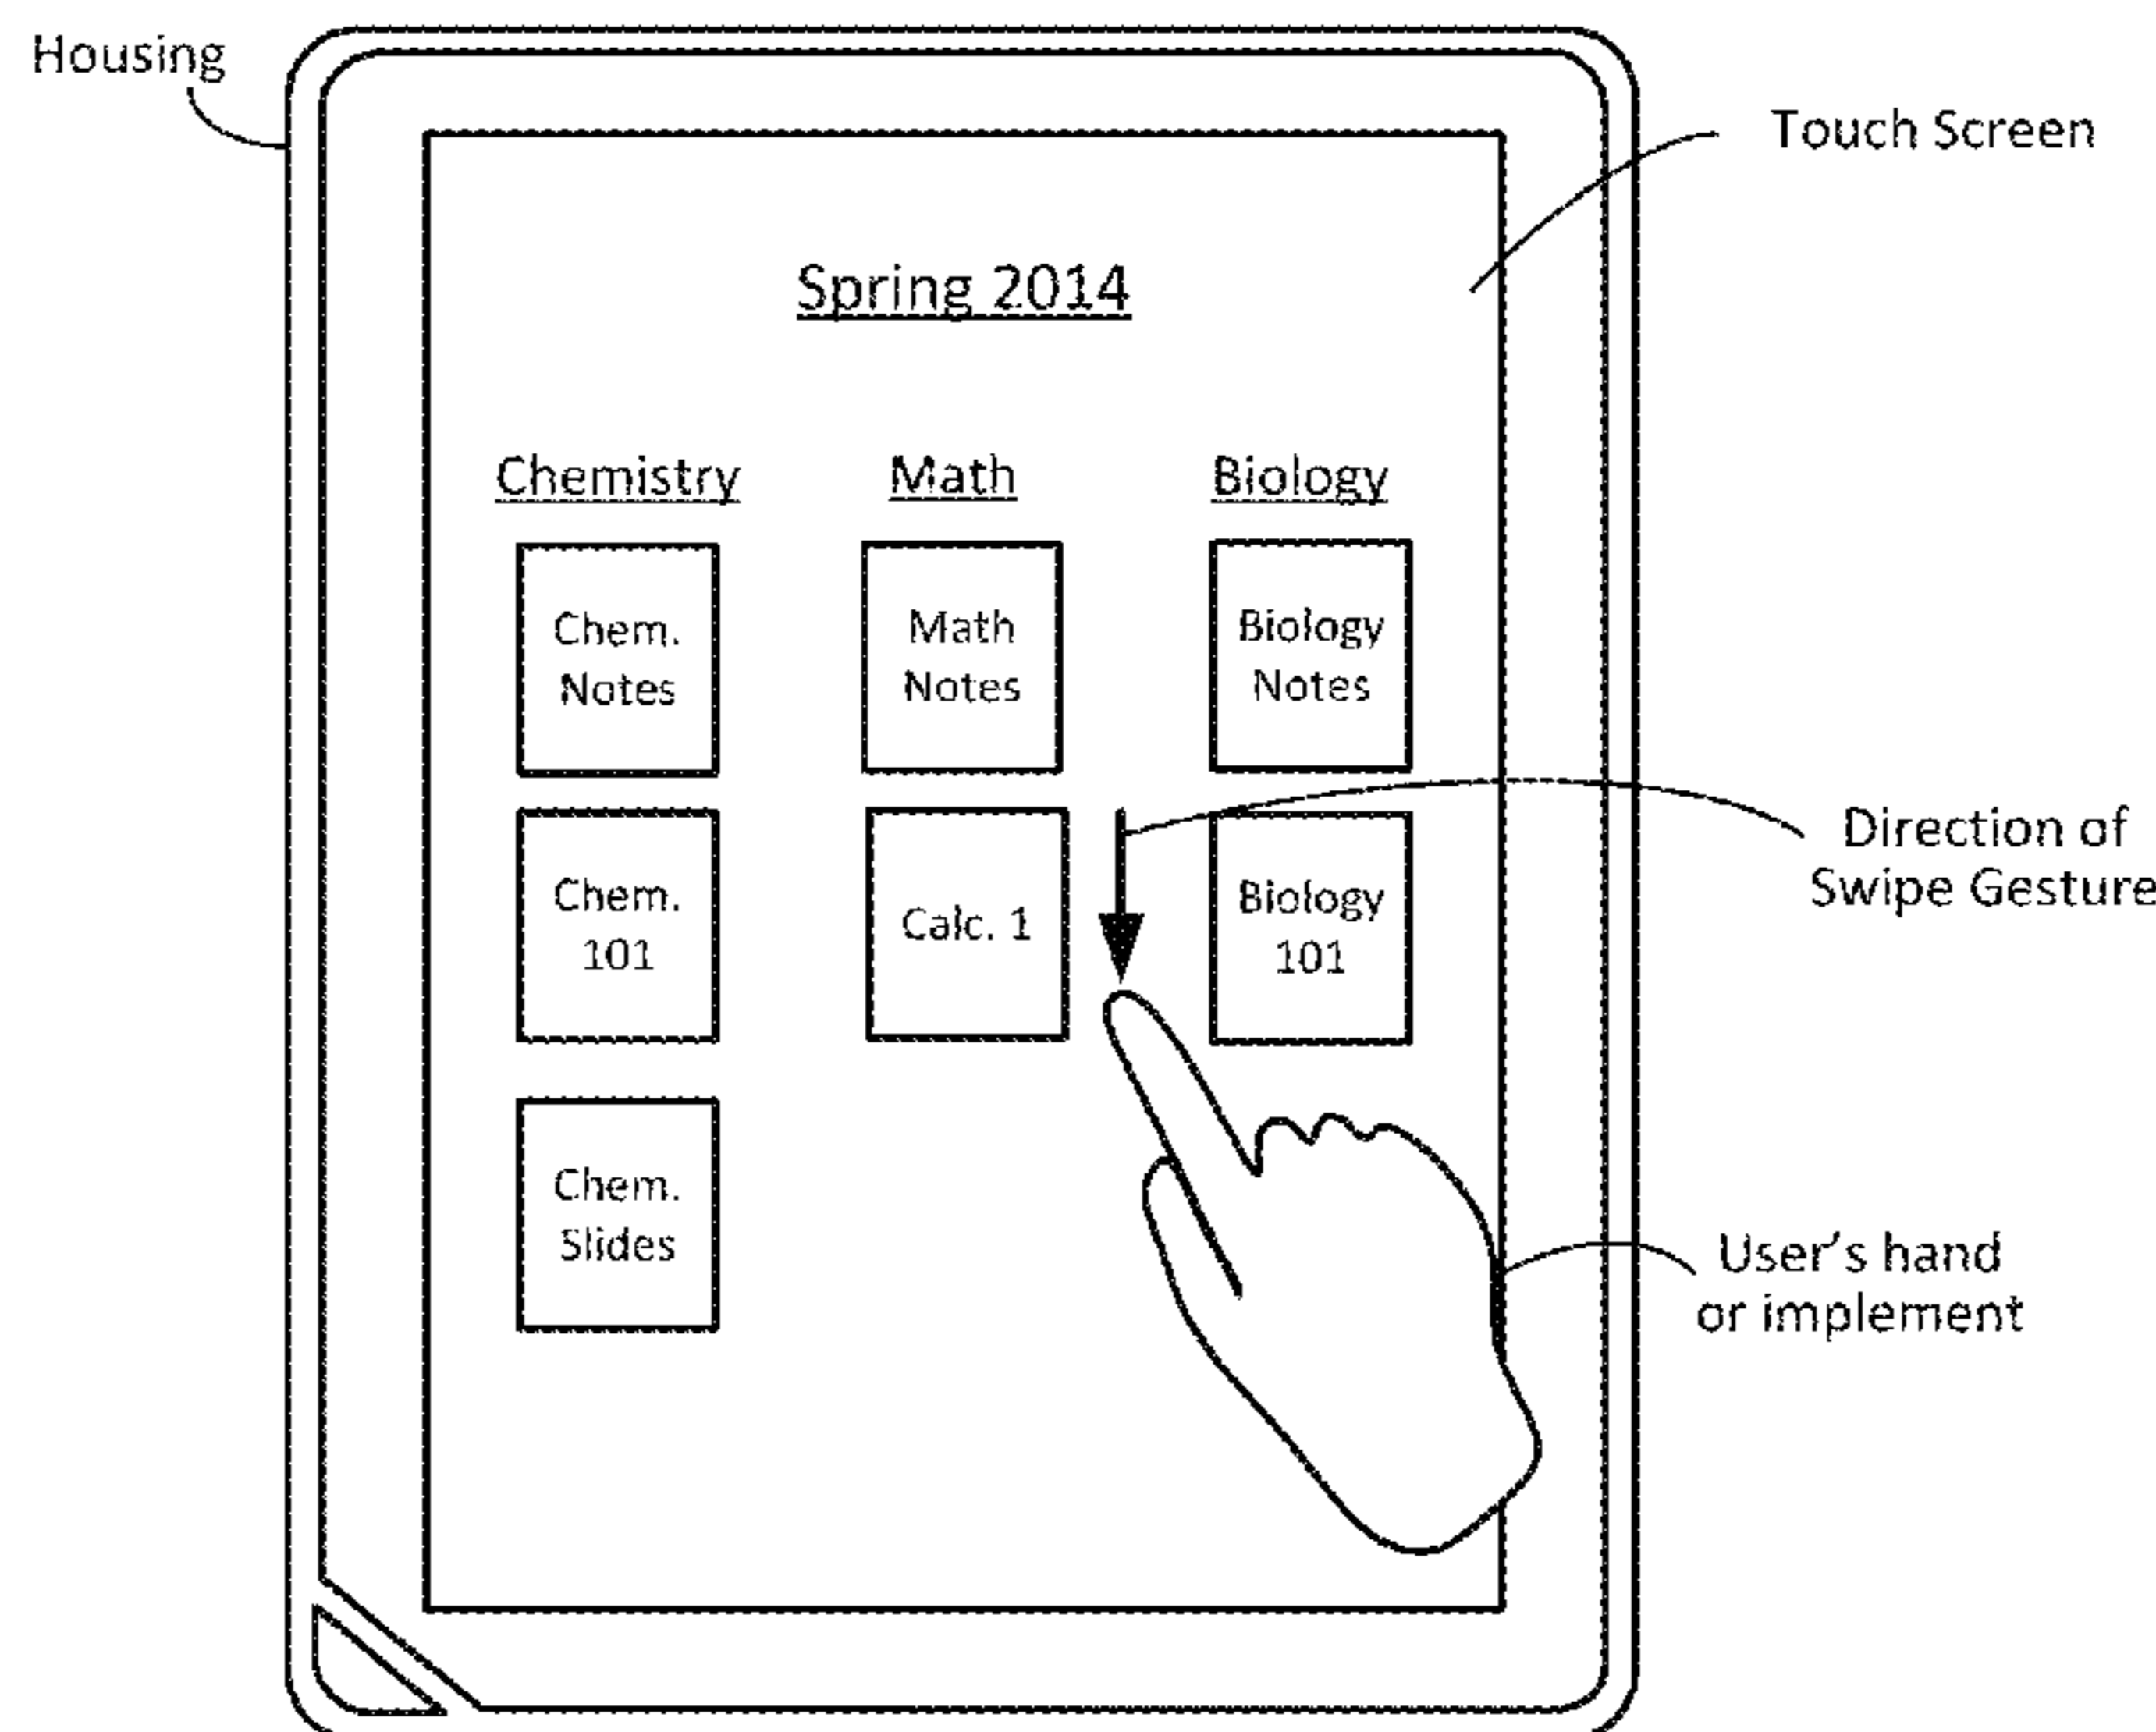 Housing
Touch Screen
Spring 2014
Chemistry
Math
Biology
Chem.
Notes
Math
Notes
Biology
Notes
Chem.
101
Calc. 1
Biology
101
Direction of
Swipe Gesture
Chem.
Slides
User's hand
or implement